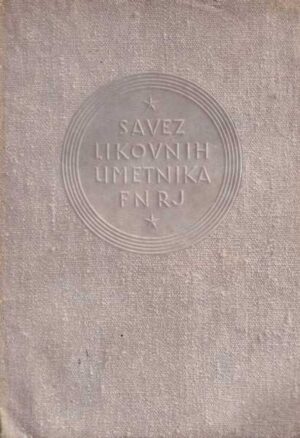 SAVEZ
LIKOVNIH
UMETNIKA
FNRJ